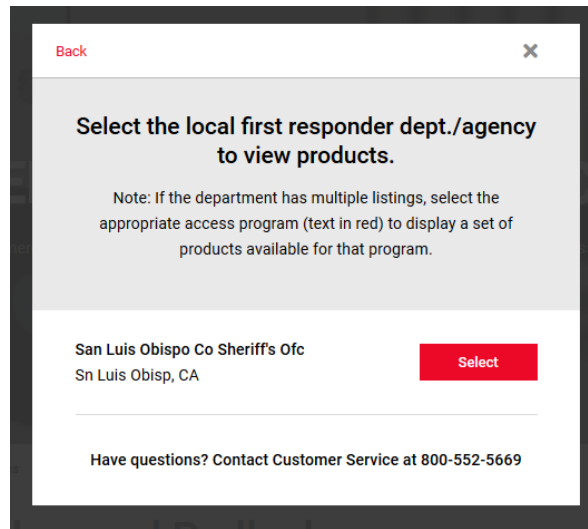 Back
Select the local first responder dept./agency
to view products.
Note: If the department has multiple listings, select the
appropriate access program (text in red) to display a set of
products available for that program.
San Luis Obispo Co Sheriff's Ofc
Select
Sn Luis Obisp, CA
Have questions? Contact Customer Service at 800-552-5669